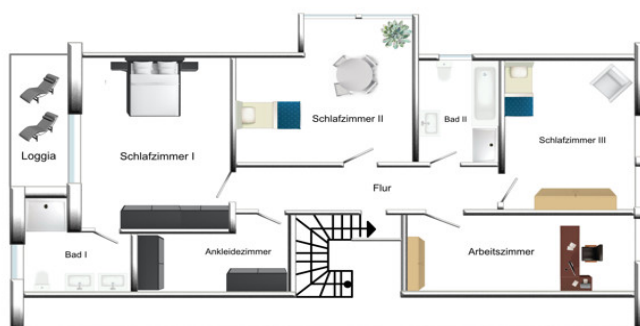 Schlafzimmer II
Bad II
Schlafzimmer III
Loggia
Schlafzimmer I
Flur
Bad I
Ankleidezimmer
Arbeitszimmer